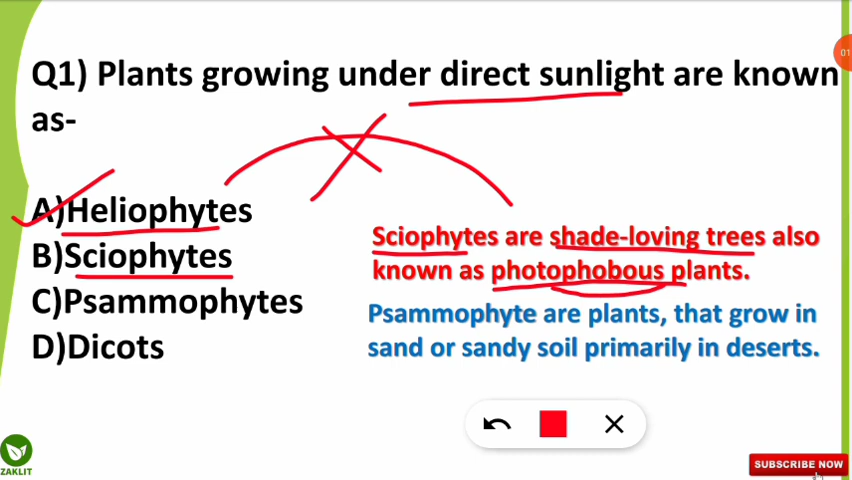 01
Q1) Plants growing under direct sunlight are known
as-
A)Heliophytes
B)Sciophytes
C)Psammophytes
D)Dicots
Sciophytes are shade-loving trees also
known as photophobous plants.
Psammophyte are plants, that grow in
sand or sandy soil primarily in deserts.
ZAKLIT
SUBSCRIBE NOW